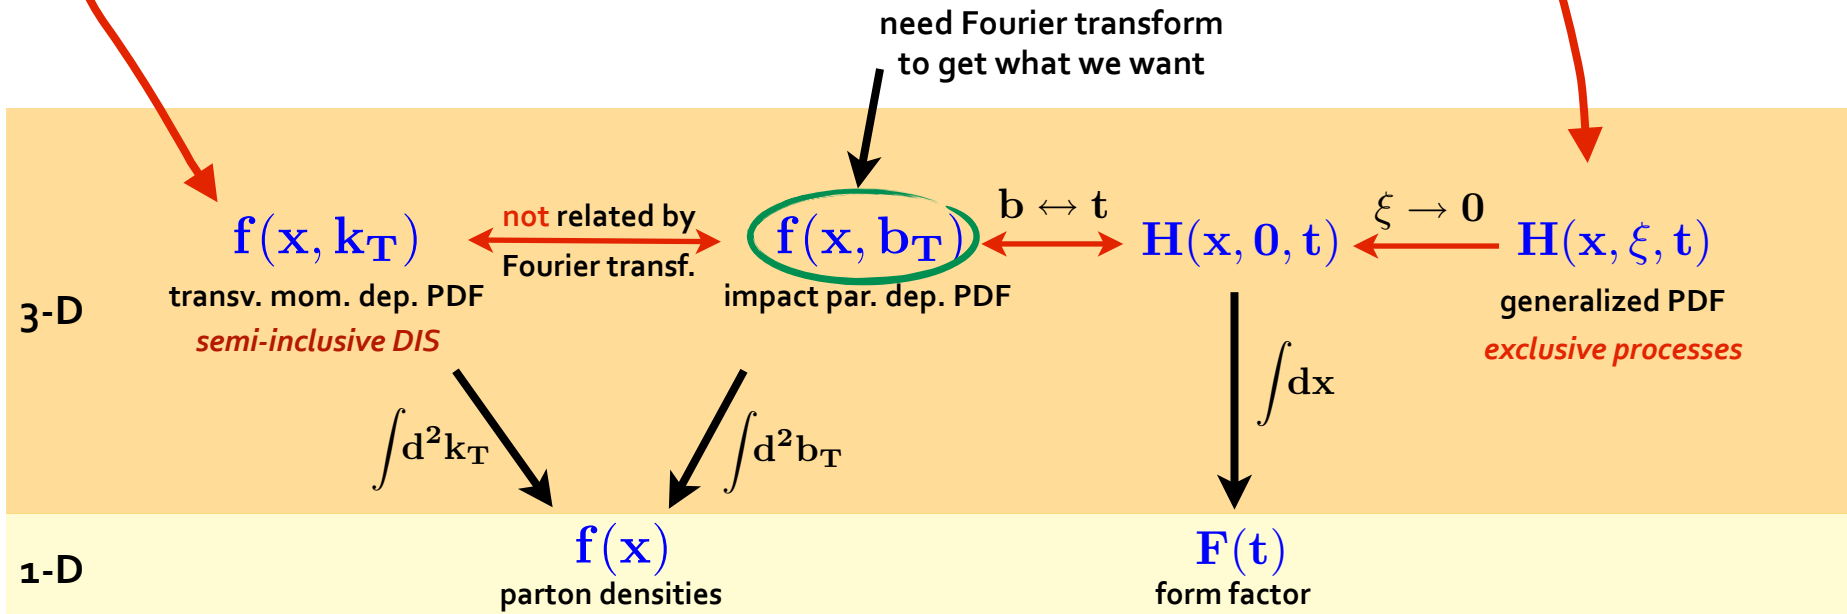 need Fourier transform
to get what we want
f(x, k_T)
not related by
Fourier transf.
f(x, b_T)
b ↔ t
H(x, 0, t)
ξ → 0
H(x, ξ, t)
transv. mom. dep. PDF
impact par. dep. PDF
generalized PDF
3-D
semi-inclusive DIS
exclusive processes
∫d²k_T
∫d²b_T
∫dx
f(x)
F(t)
1-D
parton densities
form factor